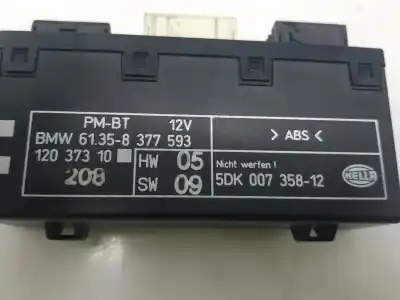 PM-BT 12V
BMW 61.35-8 377 593
120 373 10
208
HW 05
SW 09
> ABS <
Nicht werfen !
5DK 007 358-12
HELLA